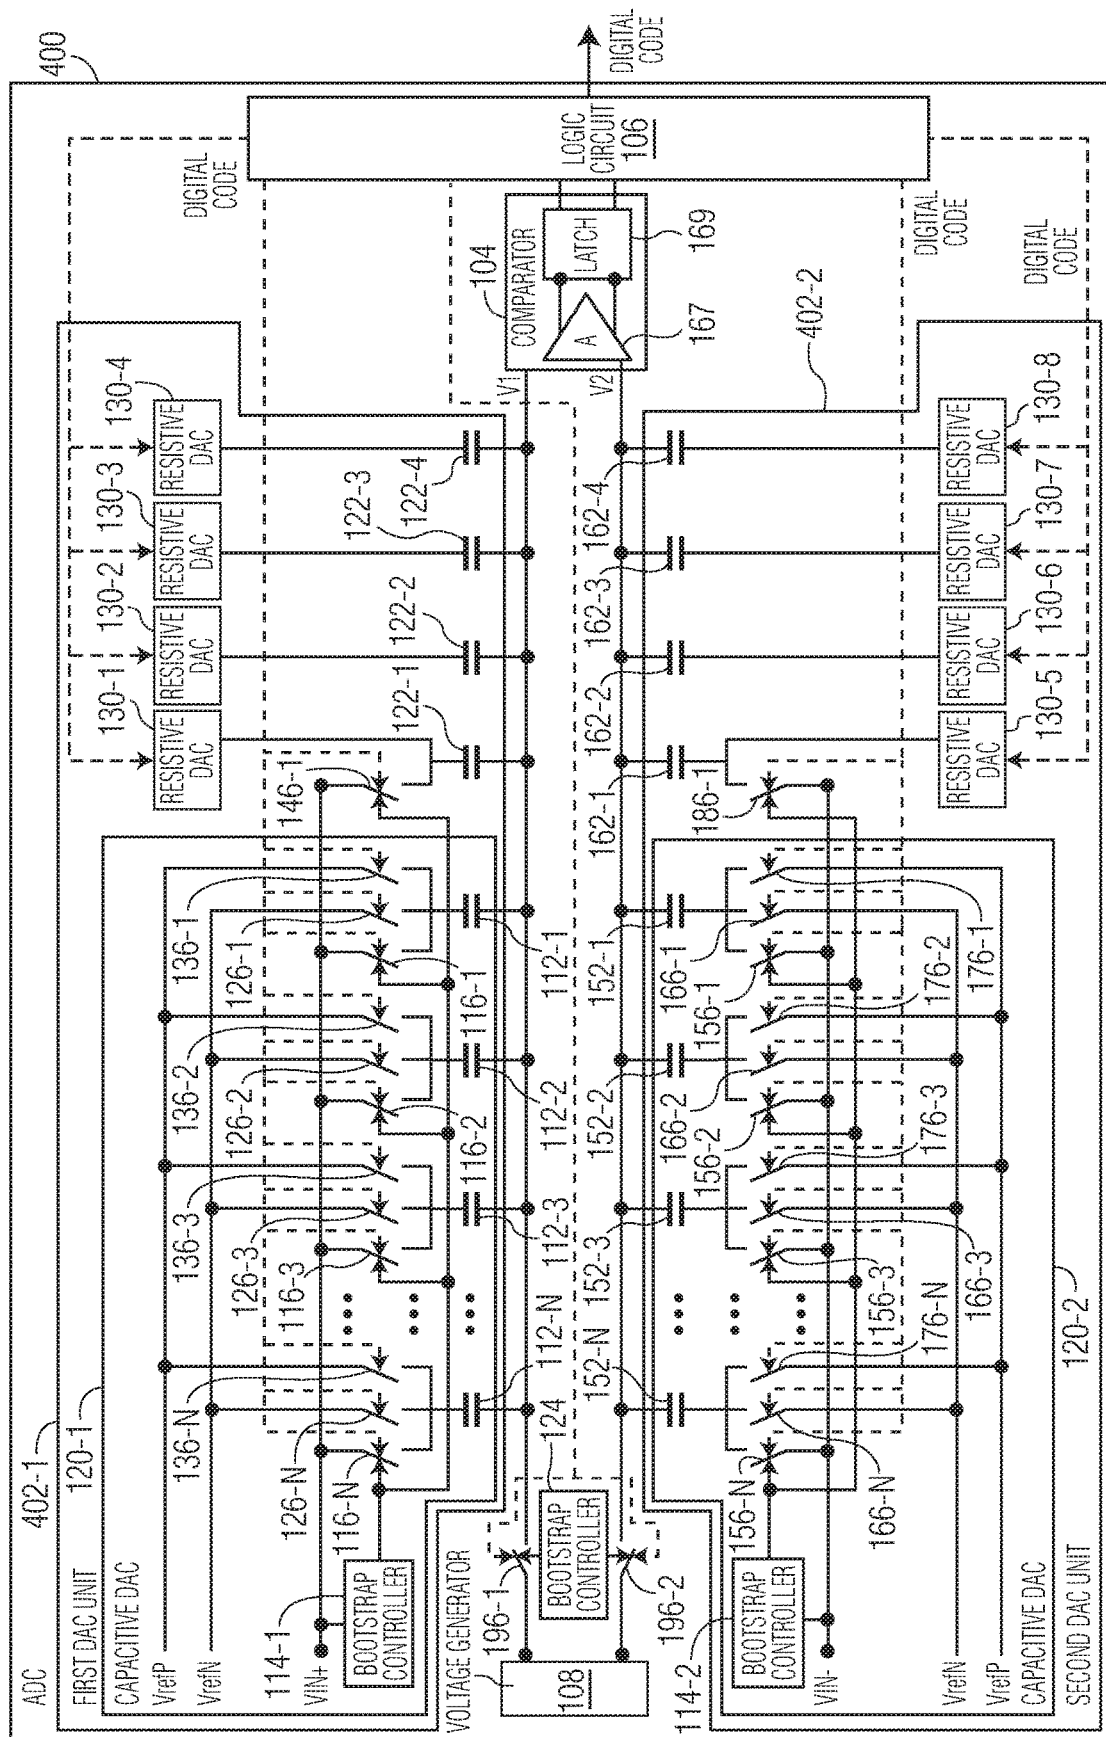 400
ADC
402-1
FIRST DAC UNIT
120-1
CAPACITIVE DAC
VrefP
VrefN
114-1
VIN+
BOOTSTRAP
CONTROLLER
136-N
126-N
116-N
136-3
126-3
116-3
136-2
126-2
116-2
136-1
126-1
116-1
146-1
130-1
RESISTIVE
DAC
130-2
RESISTIVE
DAC
130-3
RESISTIVE
DAC
130-4
RESISTIVE
DAC
DIGITAL
CODE
112-N
112-3
112-2
112-1
122-1
122-2
122-3
122-4
VOLTAGE GENERATOR
108
196-1
124
BOOTSTRAP
CONTROLLER
196-2
V1
V2
104
COMPARATOR
A
LATCH
167
169
LOGIC
CIRCUIT
106
DIGITAL
CODE
152-N
152-3
152-2
152-1
162-1
162-2
162-3
162-4
402-2
DIGITAL
CODE
DIGITAL
CODE
114-2
BOOTSTRAP
CONTROLLER
VIN-
156-N
166-N
176-N
156-3
166-3
176-3
156-2
166-2
176-2
156-1
166-1
176-1
186-1
130-5
RESISTIVE
DAC
130-6
RESISTIVE
DAC
130-7
RESISTIVE
DAC
130-8
RESISTIVE
DAC
VrefN
VrefP
CAPACITIVE DAC
120-2
SECOND DAC UNIT